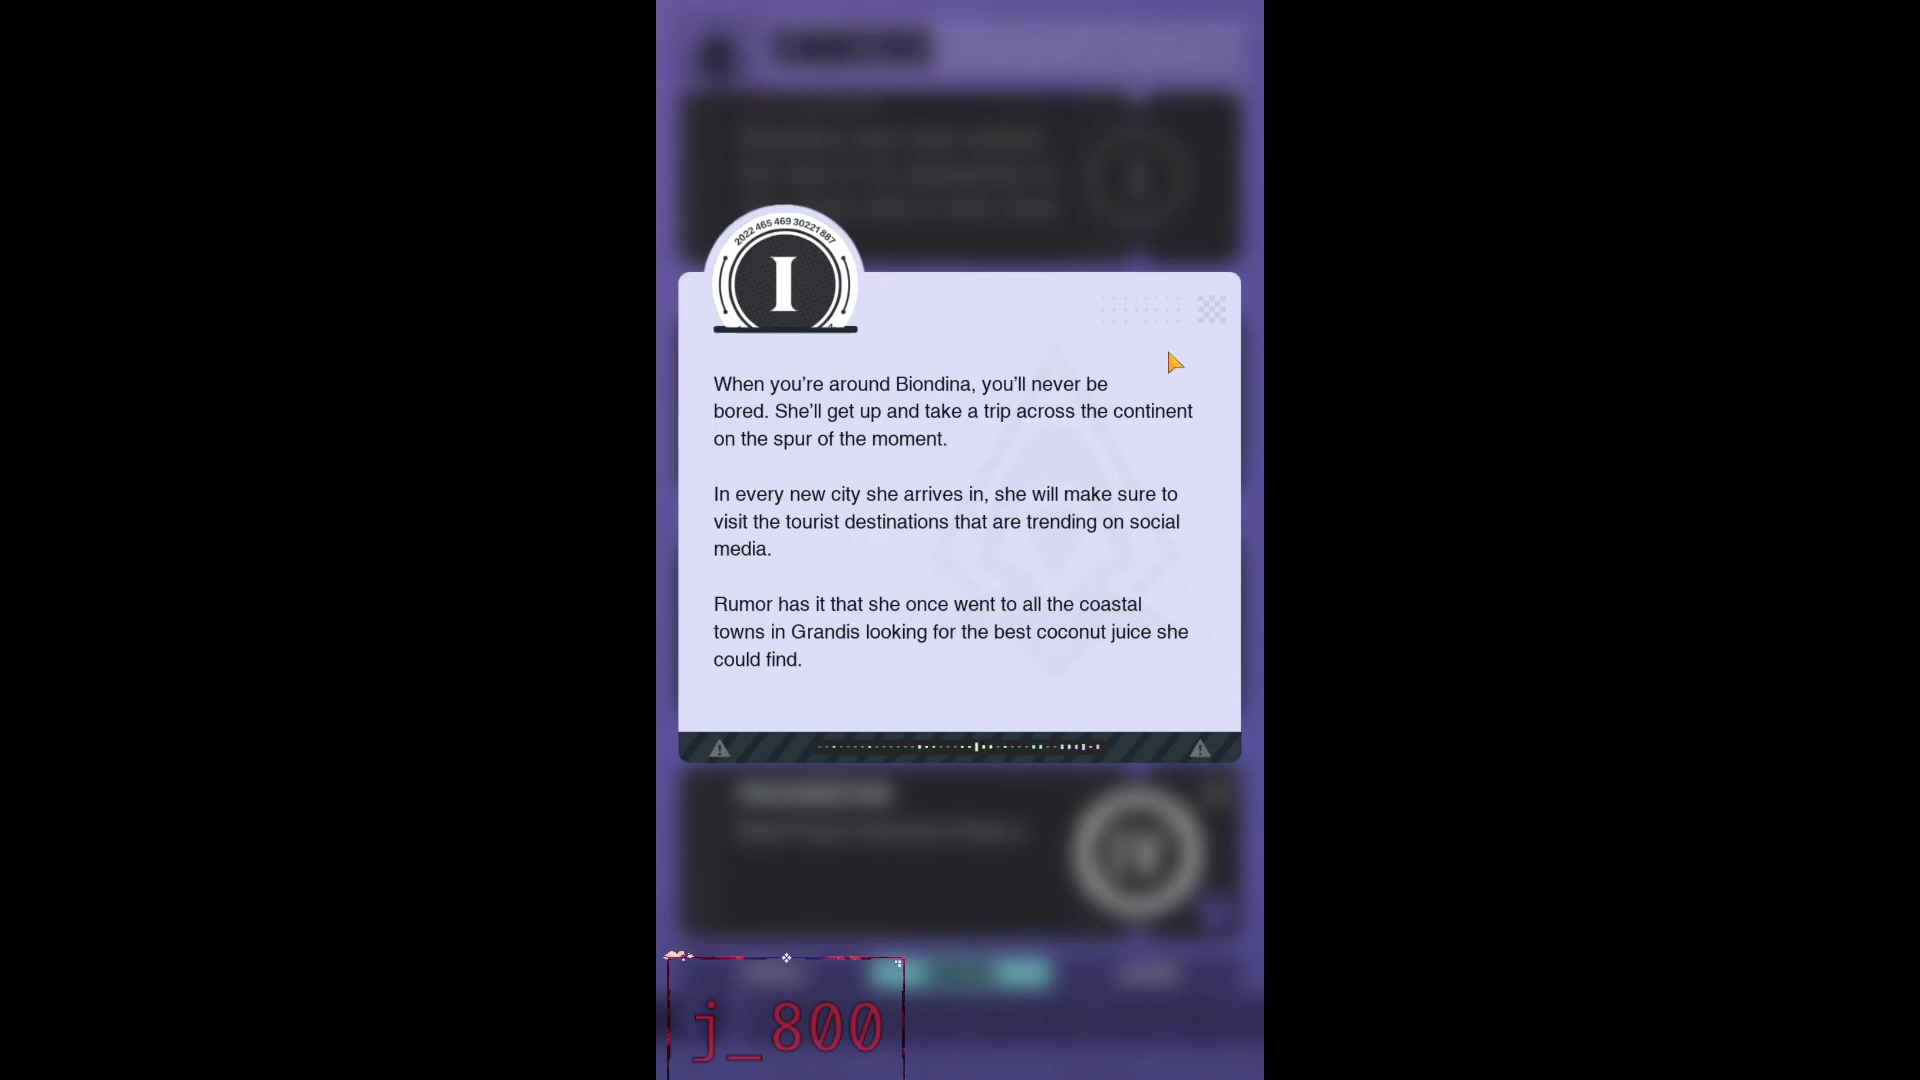 2022 465 469 30221887
I
When you’re around Biondina, you’ll never be
bored. She’ll get up and take a trip across the continent
on the spur of the moment.
In every new city she arrives in, she will make sure to
visit the tourist destinations that are trending on social
media.
Rumor has it that she once went to all the coastal
towns in Grandis looking for the best coconut juice she
could find.
j_800